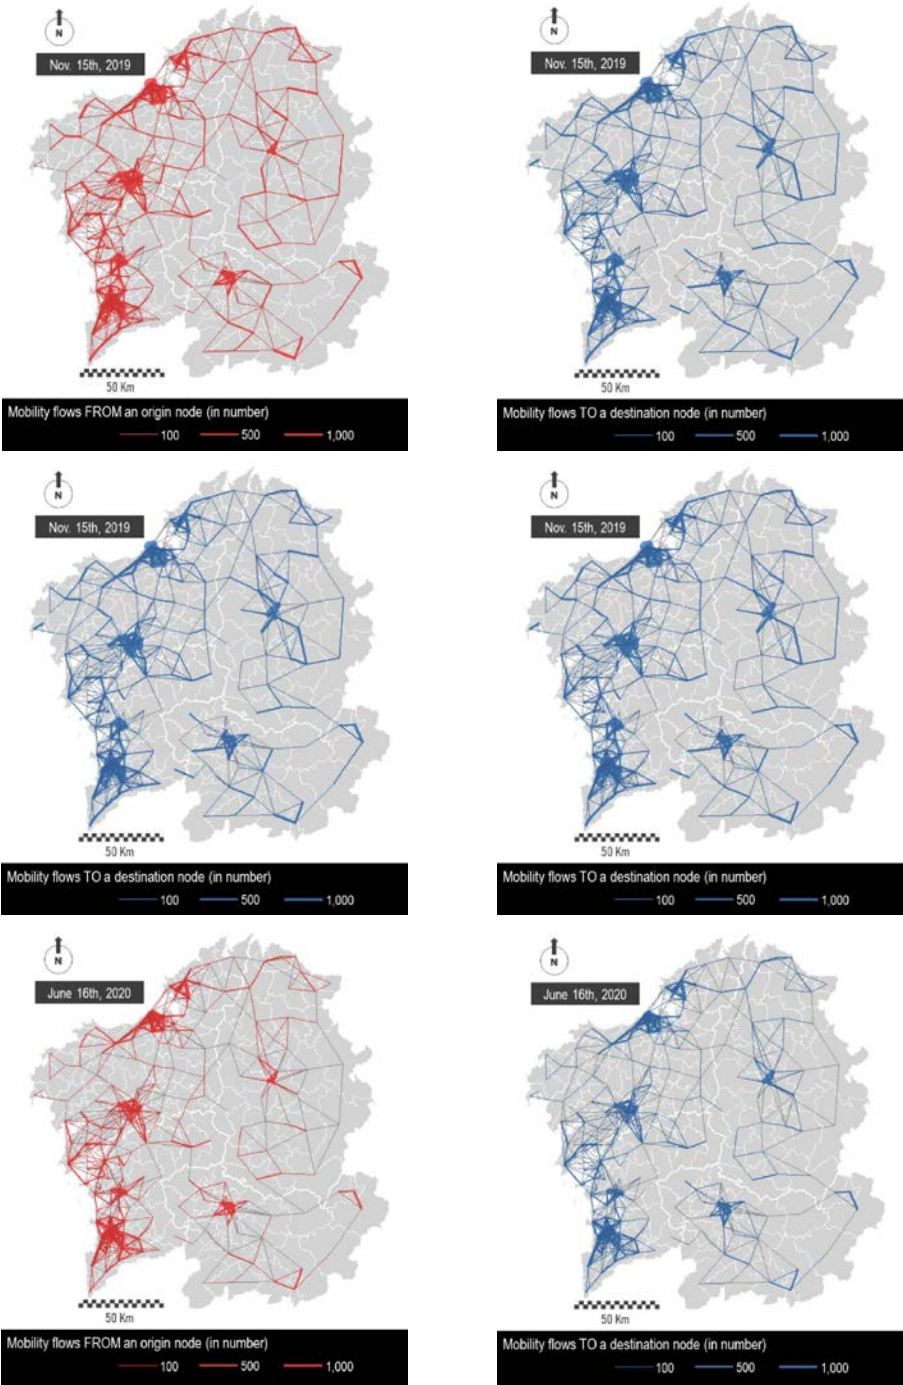 N
Nov. 15th, 2019
50 Km
Mobility flows FROM an origin node (in number)
100 500 1,000
N
Nov. 15th, 2019
50 Km
Mobility flows TO a destination node (in number)
100 500 1,000
N
Nov. 15th, 2019
50 Km
Mobility flows TO a destination node (in number)
100 500 1,000
N
Nov. 15th, 2019
50 Km
Mobility flows TO a destination node (in number)
100 500 1,000
N
June 16th, 2020
50 Km
Mobility flows FROM an origin node (in number)
100 500 1,000
N
June 16th, 2020
50 Km
Mobility flows TO a destination node (in number)
100 500 1,000